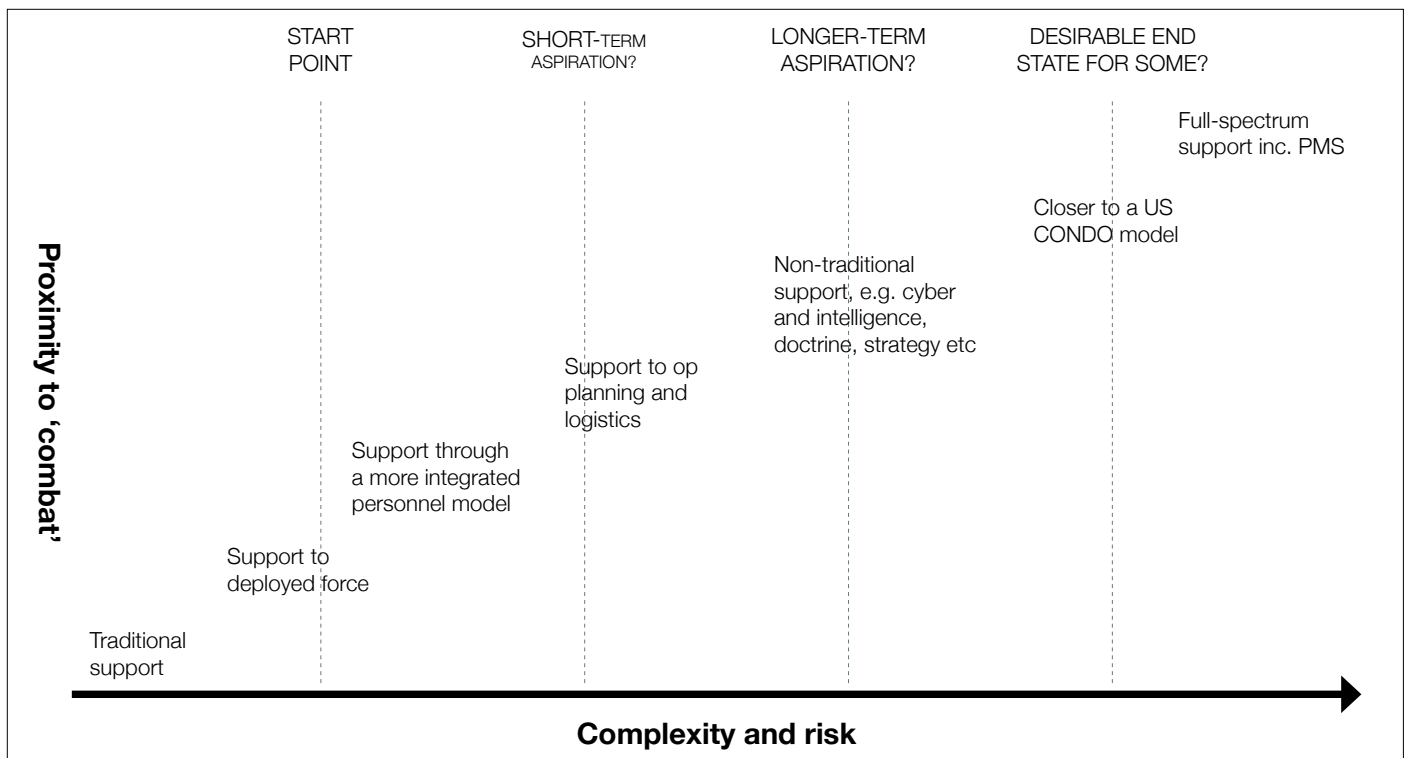 START
POINT
SHORT-TERM
ASPIRATION?
LONGER-TERM
ASPIRATION?
DESIRABLE END
STATE FOR SOME?
Full-spectrum
support inc. PMS
Closer to a US
CONDO model
Non-traditional
support, e.g. cyber
and intelligence,
doctrine, strategy etc
Support to op
planning and
logistics
Support through
a more integrated
personnel model
Support to
deployed force
Traditional
support
Proximity to ‘combat’
Complexity and risk